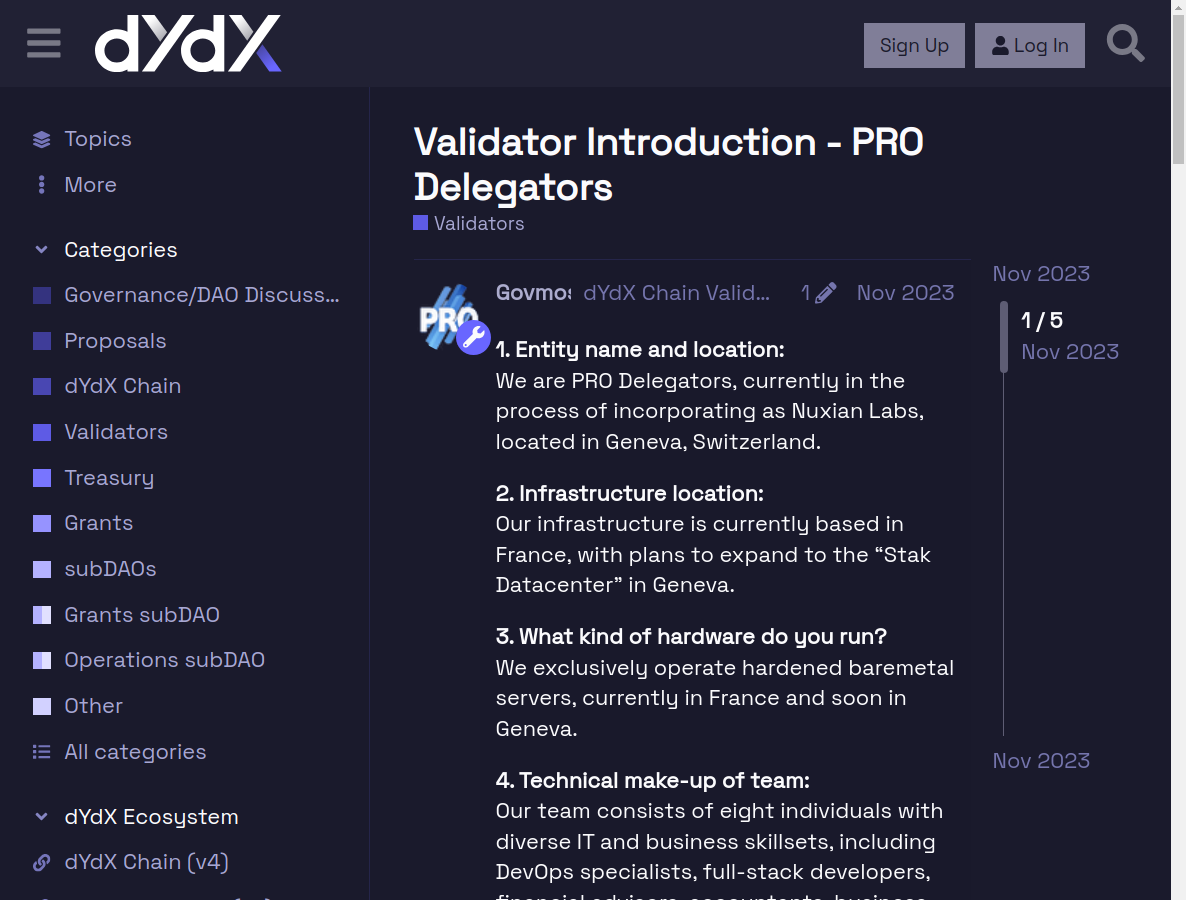 dYdX
Sign Up
Log In
Topics
More
Categories
Governance/DAO Discuss...
Proposals
dYdX Chain
Validators
Treasury
Grants
subDAOs
Grants subDAO
Operations subDAO
Other
All categories
dYdX Ecosystem
dYdX Chain (v4)
Validator Introduction - PRO
Delegators
Validators
PRO
Govmos dYdX Chain Valid... 1 Nov 2023
1. Entity name and location:
We are PRO Delegators, currently in the
process of incorporating as Nuxian Labs,
located in Geneva, Switzerland.
2. Infrastructure location:
Our infrastructure is currently based in
France, with plans to expand to the “Stak
Datacenter” in Geneva.
3. What kind of hardware do you run?
We exclusively operate hardened baremetal
servers, currently in France and soon in
Geneva.
4. Technical make-up of team:
Our team consists of eight individuals with
diverse IT and business skillsets, including
DevOps specialists, full-stack developers,
financial advisors, accountants, business
Nov 2023
1 / 5
Nov 2023
Nov 2023